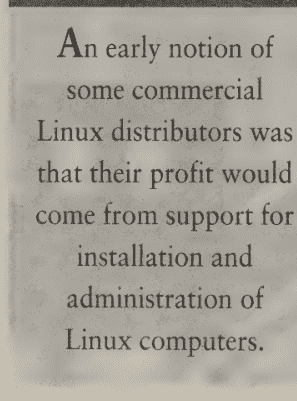 An early notion of
some commercial
Linux distributors was
that their profit would
come from support for
installation and
administration of
Linux computers.